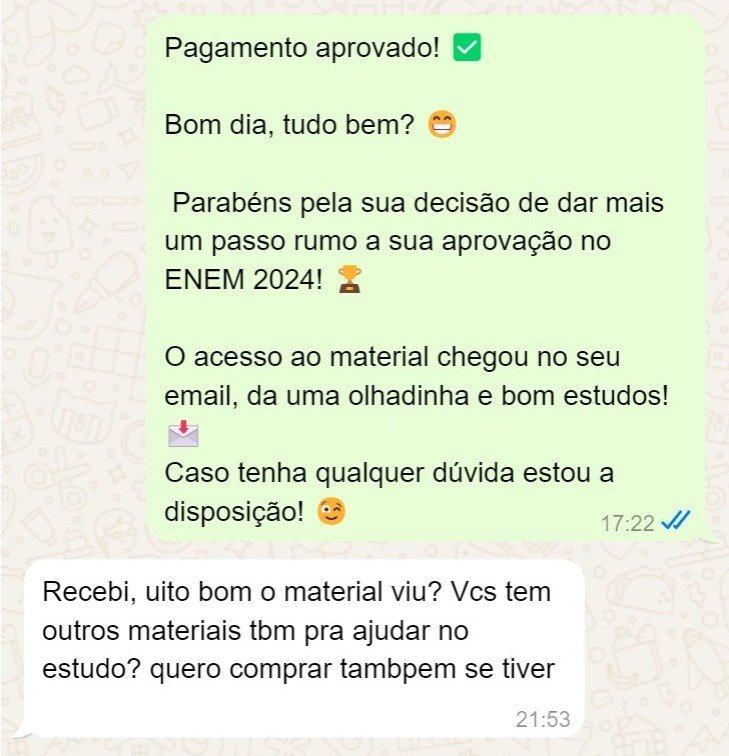 Pagamento aprovado! ✅
Bom dia, tudo bem? 😁
Parabéns pela sua decisão de dar mais
um passo rumo a sua aprovação no
ENEM 2024! 🏆
O acesso ao material chegou no seu
email, da uma olhadinha e bom estudos!
📩
Caso tenha qualquer dúvida estou a
disposição! 😉
17:22
Recebi, uito bom o material viu? Vcs tem
outros materiais tbm pra ajudar no
estudo? quero comprar tambpem se tiver
21:53